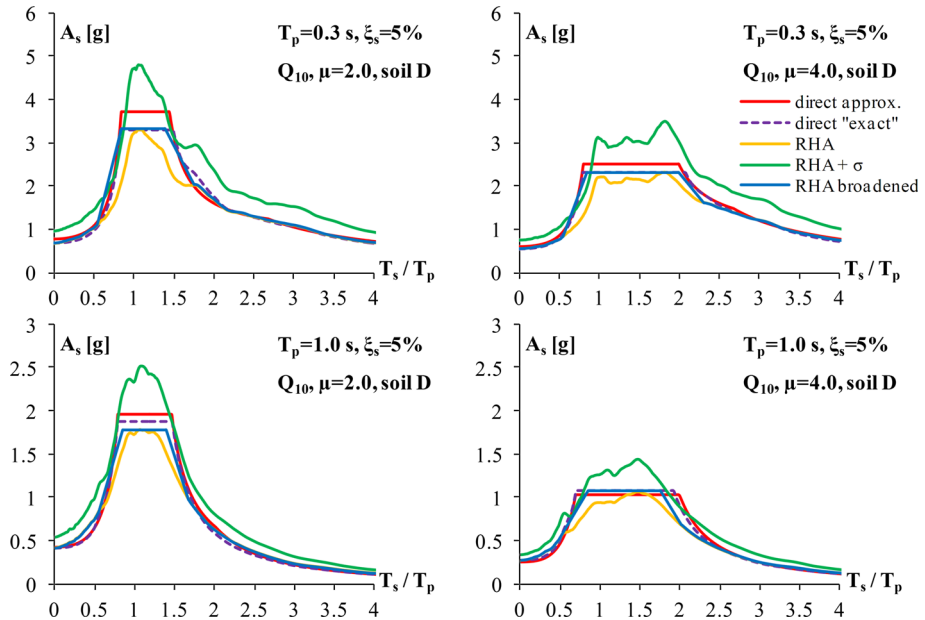 6
5
4
3
2
1
0
A_s [g]
T_p=0.3 s, ξ_s=5%
Q_10, μ=2.0, soil D
T_s / T_p
0 0.5 1 1.5 2 2.5 3 3.5 4
6
5
4
3
2
1
0
A_s [g]
T_p=0.3 s, ξ_s=5%
Q_10, μ=4.0, soil D
direct approx.
direct "exact"
RHA
RHA + σ
RHA broadened
T_s / T_p
0 0.5 1 1.5 2 2.5 3 3.5 4
3
2.5
2
1.5
1
0.5
0
A_s [g]
T_p=1.0 s, ξ_s=5%
Q_10, μ=2.0, soil D
T_s / T_p
0 0.5 1 1.5 2 2.5 3 3.5 4
3
2.5
2
1.5
1
0.5
0
A_s [g]
T_p=1.0 s, ξ_s=5%
Q_10, μ=4.0, soil D
T_s / T_p
0 0.5 1 1.5 2 2.5 3 3.5 4